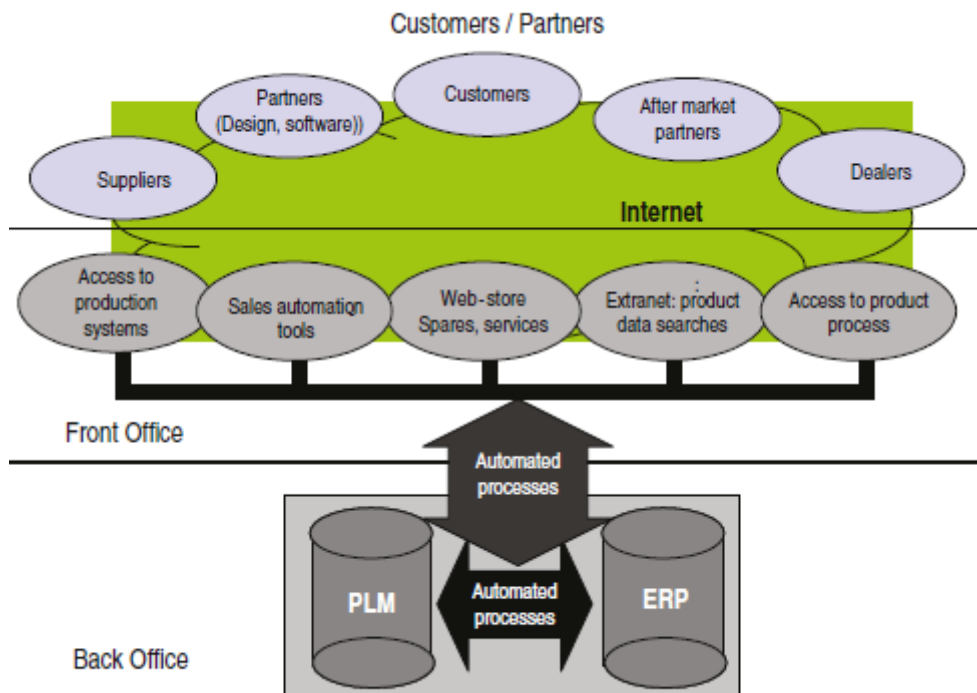 Customers / Partners
Partners
(Design, software))
Customers
After market
partners
Suppliers
Dealers
Internet
Access to
production
systems
Sales automation
tools
Web-store
Spares, services
Extranet: product
data searches
Access to product
process
Front Office
Automated
processes
PLM
Automated
processes
ERP
Back Office